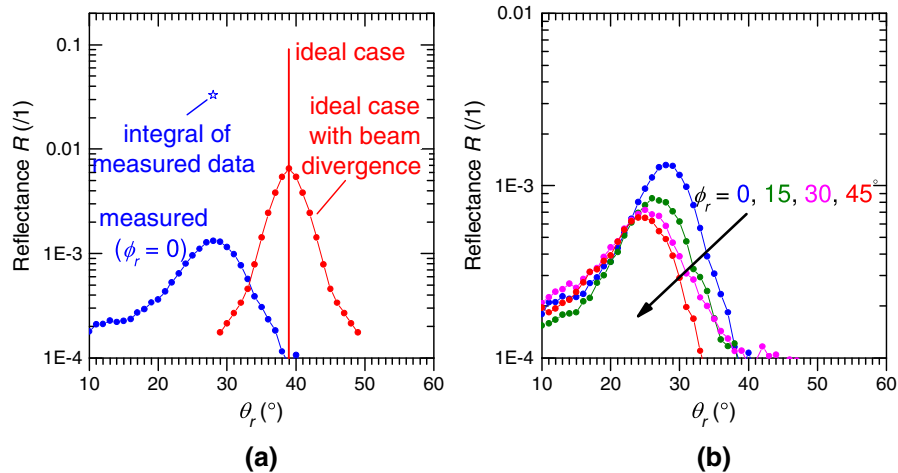 0.1
0.01
1E-3
1E-4
Reflectance R (/1)
ideal case
integral of
measured data
ideal case
with beam
divergence
measured
(ϕr = 0)
10 20 30 40 50 60
θr (°)
(a)
0.01
1E-3
1E-4
Reflectance R (/1)
ϕr = 0, 15, 30, 45°
10 20 30 40 50 60
θr (°)
(b)